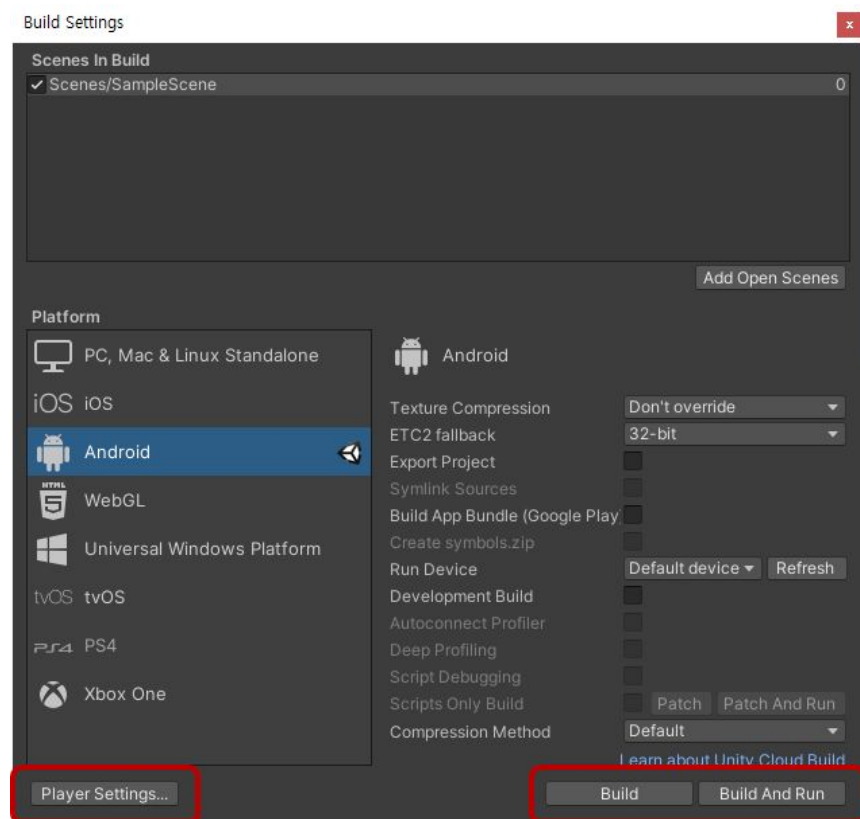 Build Settings
x
Scenes In Build
Scenes/SampleScene 0
Add Open Scenes
Platform
PC, Mac & Linux Standalone
iOS iOS
Android
HTML
5 WebGL
Universal Windows Platform
tvOS tvOS
PS4 PS4
Xbox One
Android
Texture Compression Don't override
ETC2 fallback 32-bit
Export Project
Symlink Sources
Build App Bundle (Google Play
Create symbols.zip
Run Device Default device Refresh
Development Build
Autoconnect Profiler
Deep Profiling
Script Debugging
Scripts Only Build Patch Patch And Run
Compression Method Default
Learn about Unity Cloud Build
Player Settings... Build Build And Run